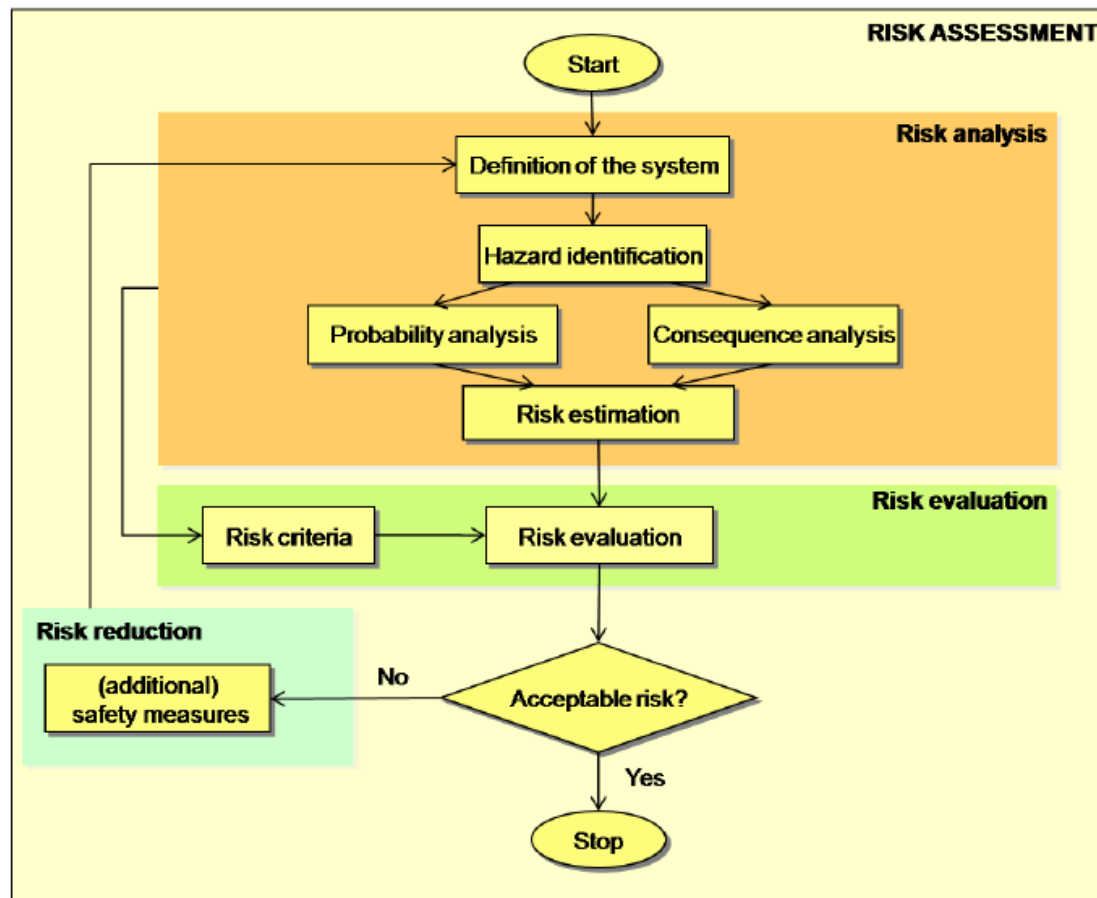 RISK ASSESSMENT
Start
Risk analysis
Definition of the system
Hazard identification
Probability analysis
Consequence analysis
Risk estimation
Risk evaluation
Risk criteria
Risk evaluation
Risk reduction
(additional)
safety measures
No
Acceptable risk?
Yes
Stop